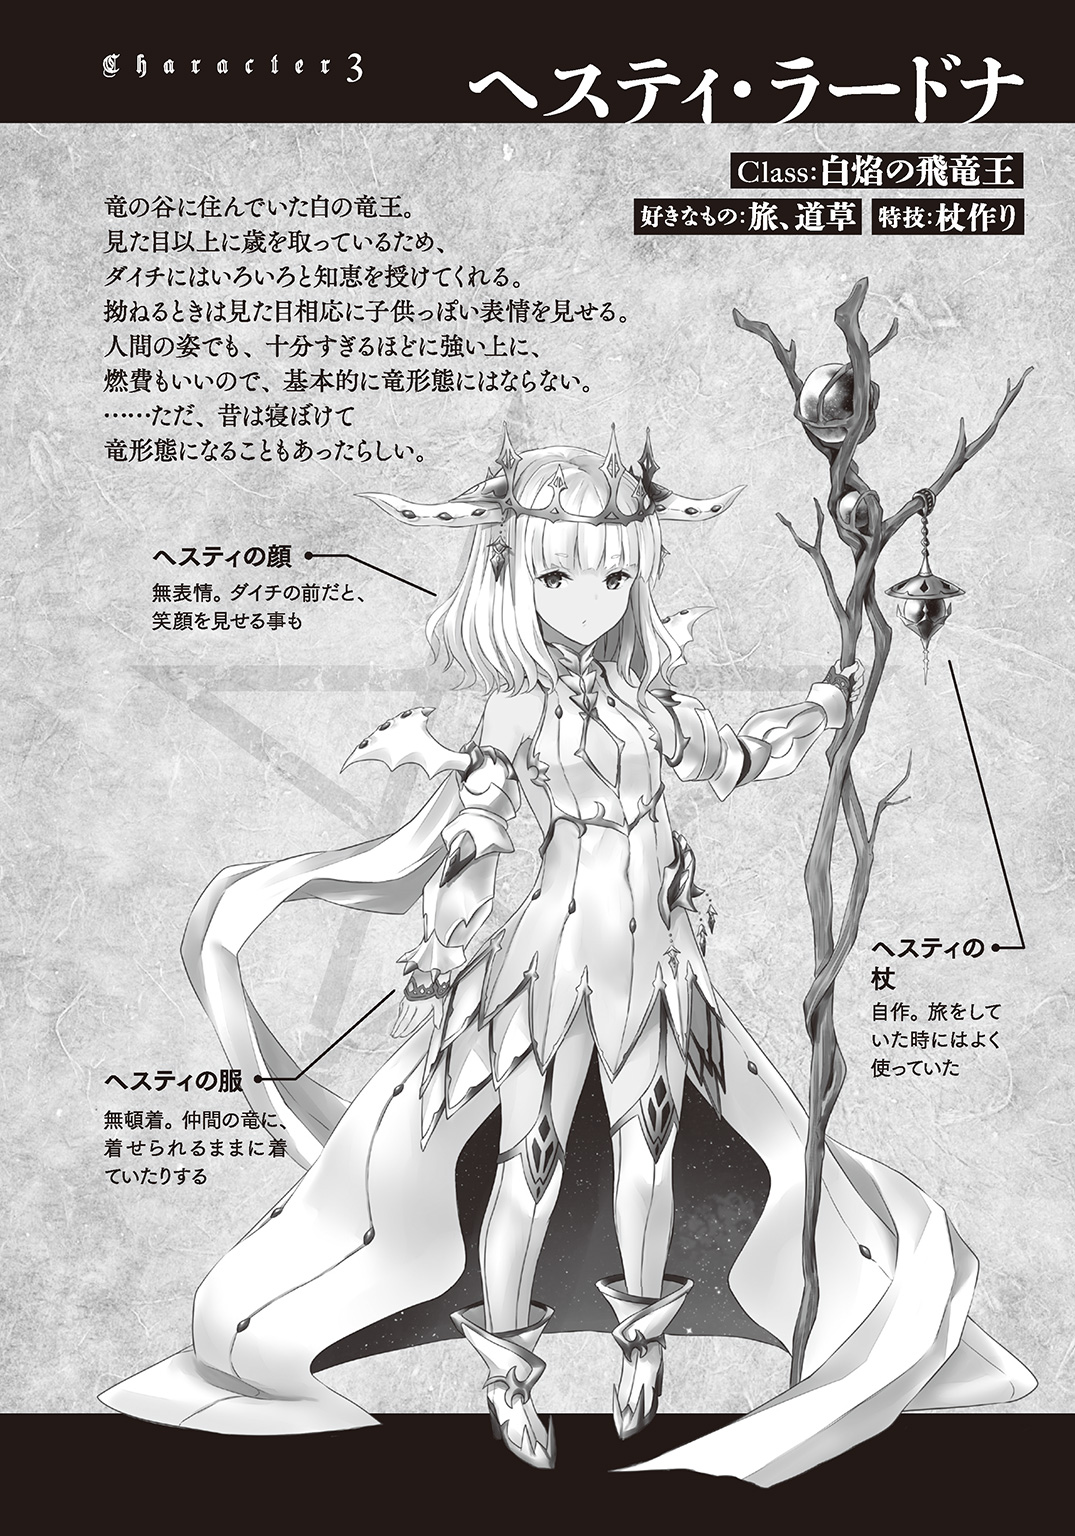 Character 3
ヘスティ・ラードナ
Class:白焔の飛竜王
好きなもの:旅、道草 特技:杖作り
竜の谷に住んでいた白の竜王。
見た目以上に歳を取っているため、
ダイチにはいろいろと知恵を授けてくれる。
拗ねるときは見た目相応に子供っぽい表情を見せる。
人間の姿でも、十分すぎるほどに強い上に、
燃費もいいので、基本的に竜形態にはならない。
……ただ、昔は寝ぼけて
竜形態になることもあったらしい。
ヘスティの顔
無表情。ダイチの前だと、
笑顔を見せる事も
ヘスティの
杖
自作。旅をして
いた時にはよく
使っていた
ヘスティの服
無頓着。仲間の竜に、
着せられるままに着
ていたりする